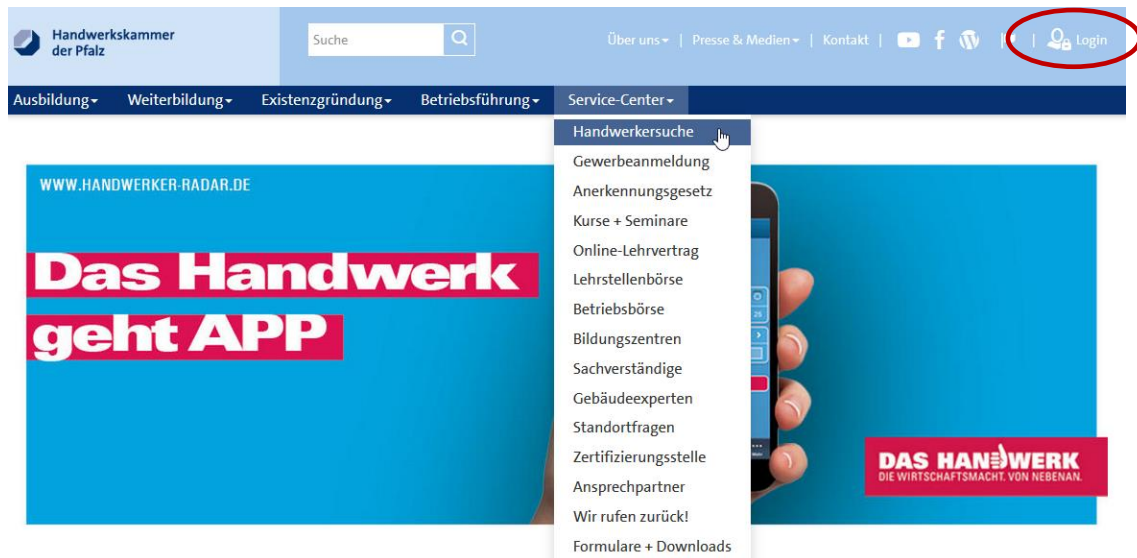 Handwerkskammer
der Pfalz
Suche
Über uns | Presse & Medien | Kontakt | f | Login
Ausbildung Weiterbildung Existenzgründung Betriebsführung Service-Center
Handwerkersuche
Gewerbeanmeldung
Anerkennungsgesetz
Kurse + Seminare
Online-Lehrvertrag
Lehrstellenbörse
Betriebsbörse
Bildungszentren
Sachverständige
Gebäudeexperten
Standortfragen
Zertifizierungsstelle
Ansprechpartner
Wir rufen zurück!
Formulare + Downloads
WWW.HANDWERKER-RADAR.DE
Das Handwerk
geht APP
25
Mehr
DAS HANDWERK
DIE WIRTSCHAFTSMACHT. VON NEBENAN.